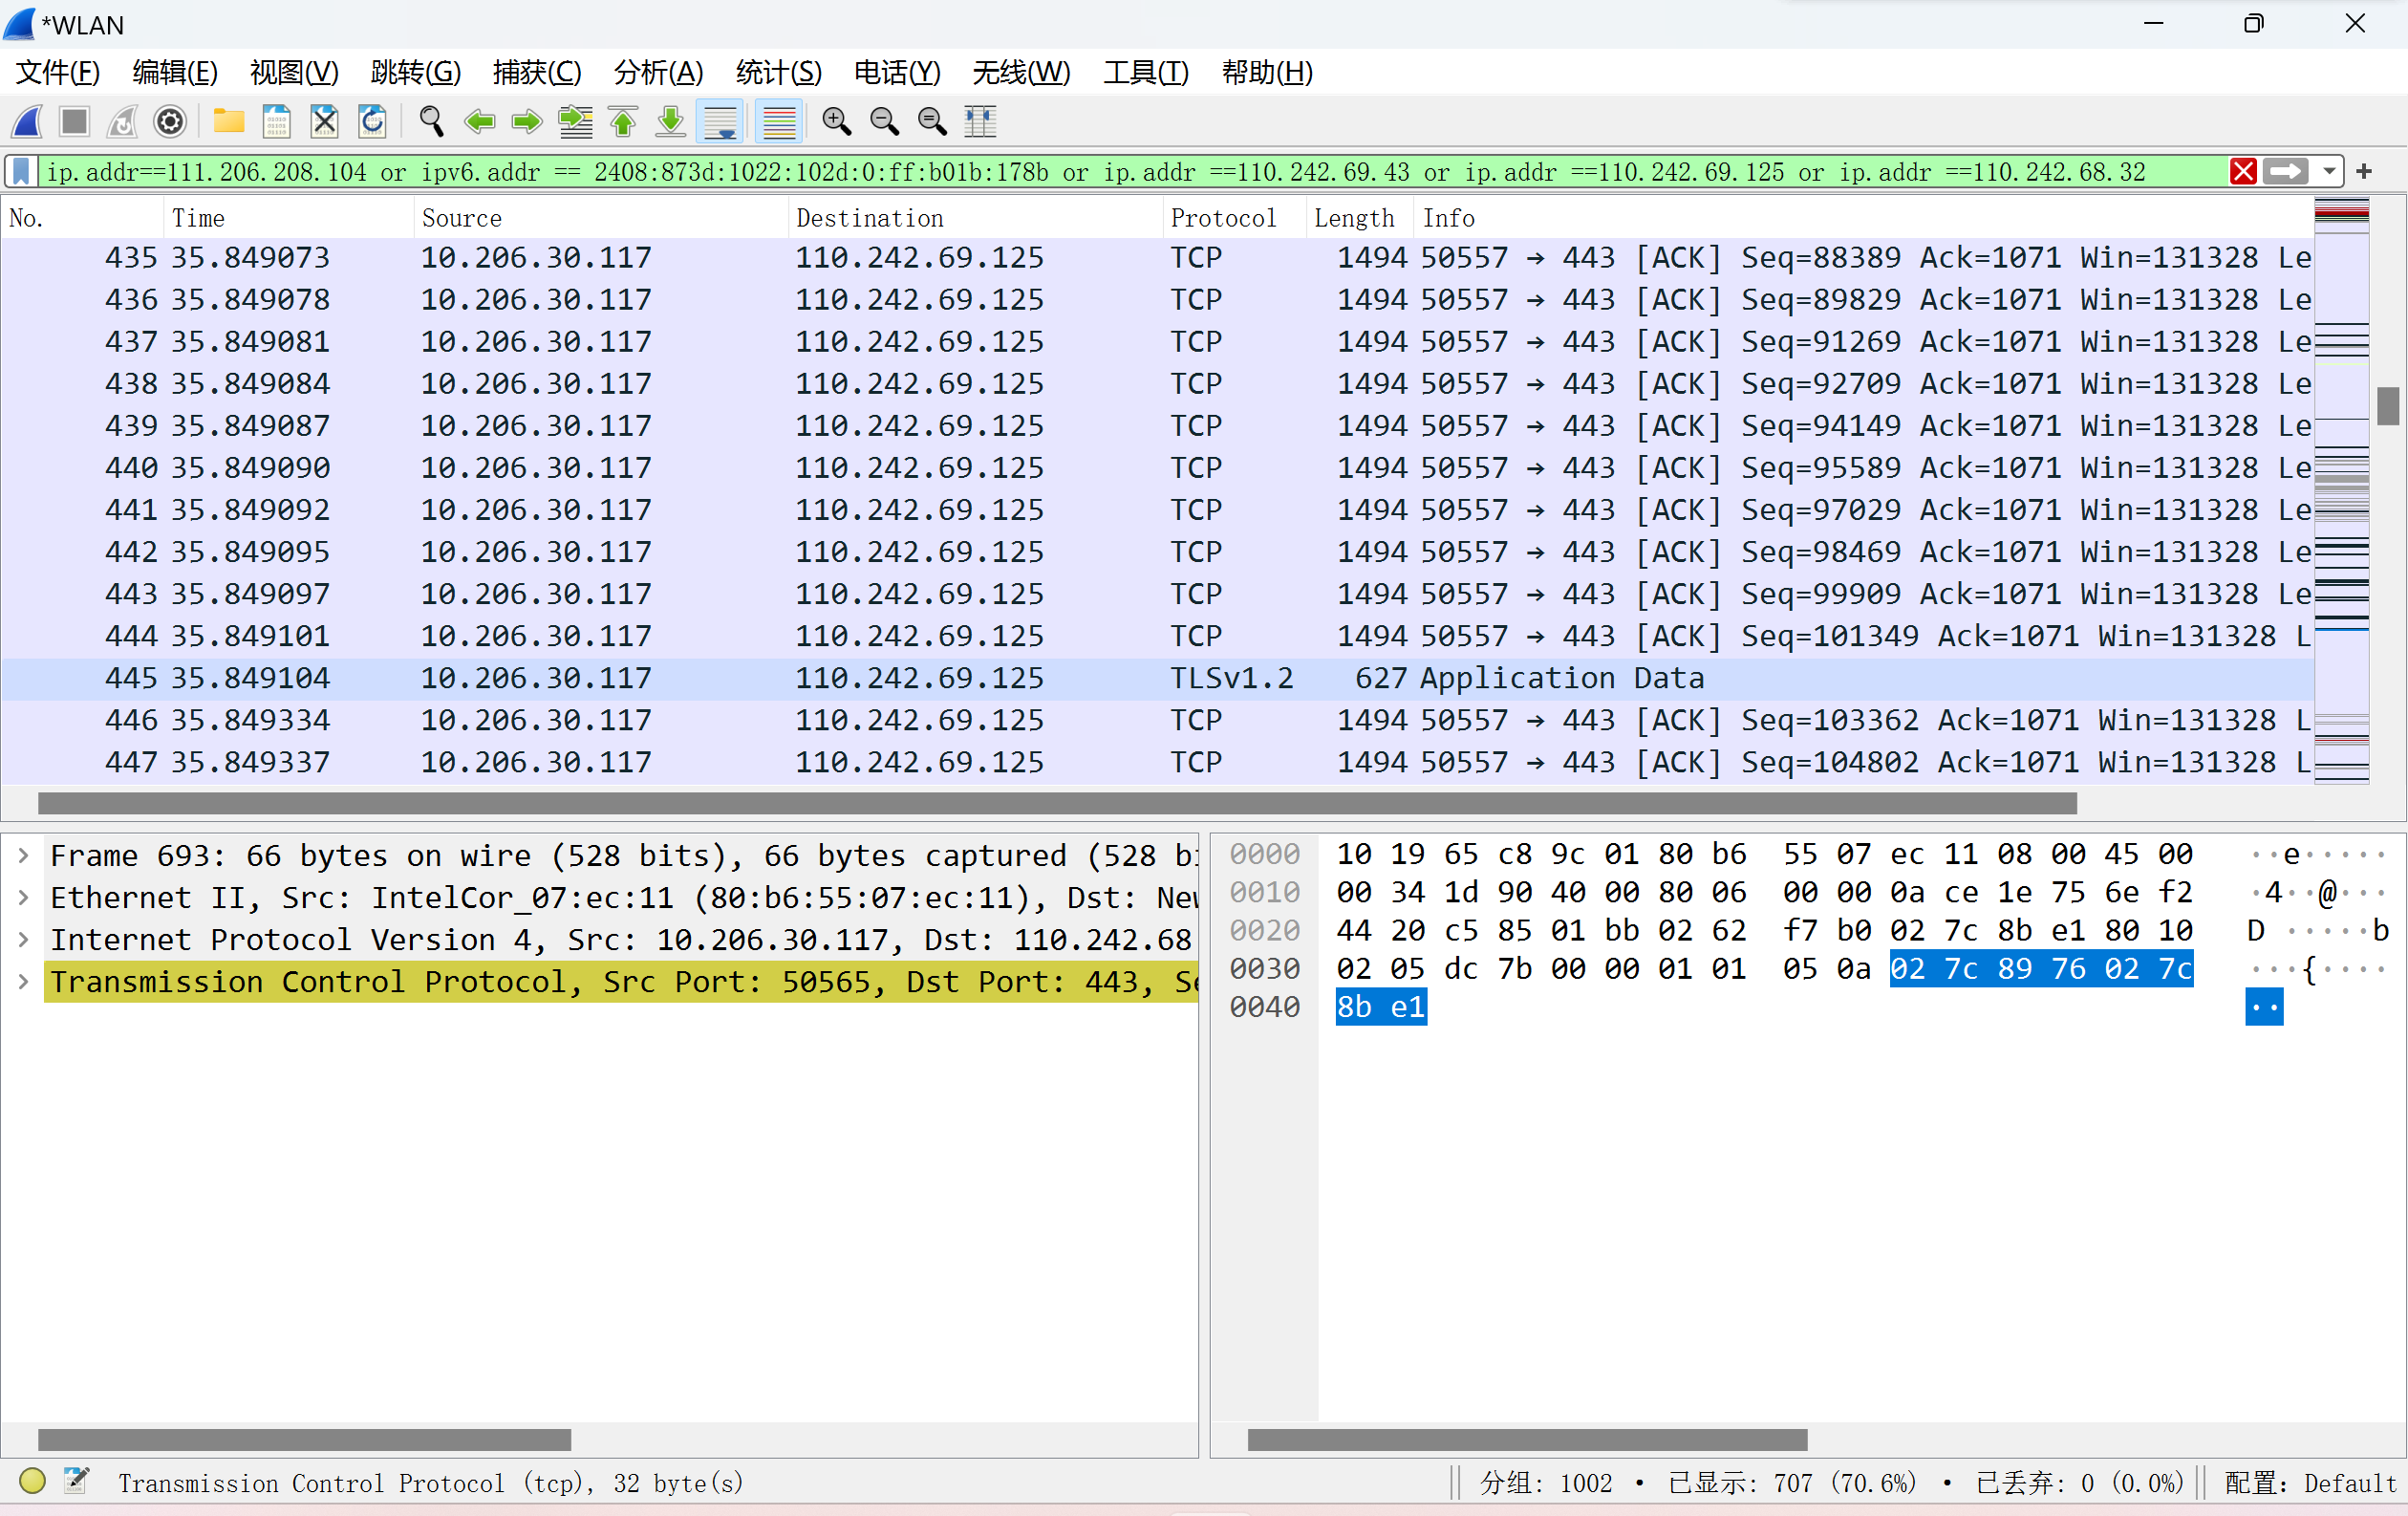 *WLAN
文件(F) 编辑(E) 视图(V) 跳转(G) 捕获(C) 分析(A) 统计(S) 电话(Y) 无线(W) 工具(T) 帮助(H)
ip.addr==111.206.208.104 or ipv6.addr == 2408:873d:1022:102d:0:ff:b01b:178b or ip.addr ==110.242.69.43 or ip.addr ==110.242.69.125 or ip.addr ==110.242.68.32
No. Time Source Destination Protocol Length Info
435 35.849073 10.206.30.117 110.242.69.125 TCP 1494 50557 → 443 [ACK] Seq=88389 Ack=1071 Win=131328 Le
436 35.849078 10.206.30.117 110.242.69.125 TCP 1494 50557 → 443 [ACK] Seq=89829 Ack=1071 Win=131328 Le
437 35.849081 10.206.30.117 110.242.69.125 TCP 1494 50557 → 443 [ACK] Seq=91269 Ack=1071 Win=131328 Le
438 35.849084 10.206.30.117 110.242.69.125 TCP 1494 50557 → 443 [ACK] Seq=92709 Ack=1071 Win=131328 Le
439 35.849087 10.206.30.117 110.242.69.125 TCP 1494 50557 → 443 [ACK] Seq=94149 Ack=1071 Win=131328 Le
440 35.849090 10.206.30.117 110.242.69.125 TCP 1494 50557 → 443 [ACK] Seq=95589 Ack=1071 Win=131328 Le
441 35.849092 10.206.30.117 110.242.69.125 TCP 1494 50557 → 443 [ACK] Seq=97029 Ack=1071 Win=131328 Le
442 35.849095 10.206.30.117 110.242.69.125 TCP 1494 50557 → 443 [ACK] Seq=98469 Ack=1071 Win=131328 Le
443 35.849097 10.206.30.117 110.242.69.125 TCP 1494 50557 → 443 [ACK] Seq=99909 Ack=1071 Win=131328 Le
444 35.849101 10.206.30.117 110.242.69.125 TCP 1494 50557 → 443 [ACK] Seq=101349 Ack=1071 Win=131328 L
445 35.849104 10.206.30.117 110.242.69.125 TLSv1.2 627 Application Data
446 35.849334 10.206.30.117 110.242.69.125 TCP 1494 50557 → 443 [ACK] Seq=103362 Ack=1071 Win=131328 L
447 35.849337 10.206.30.117 110.242.69.125 TCP 1494 50557 → 443 [ACK] Seq=104802 Ack=1071 Win=131328 L
Frame 693: 66 bytes on wire (528 bits), 66 bytes captured (528 bi
Ethernet II, Src: IntelCor_07:ec:11 (80:b6:55:07:ec:11), Dst: New
Internet Protocol Version 4, Src: 10.206.30.117, Dst: 110.242.68
Transmission Control Protocol, Src Port: 50565, Dst Port: 443, Se
0000 10 19 65 c8 9c 01 80 b6 55 07 ec 11 08 00 45 00 ··e·····
0010 00 34 1d 90 40 00 80 06 00 00 0a ce 1e 75 6e f2 ·4··@···
0020 44 20 c5 85 01 bb 02 62 f7 b0 02 7c 8b e1 80 10 D ·····b
0030 02 05 dc 7b 00 00 01 01 05 0a 02 7c 89 76 02 7c ···{····
0040 8b e1 ··
Transmission Control Protocol (tcp), 32 byte(s) 分组: 1002 · 已显示: 707 (70.6%) · 已丢弃: 0 (0.0%) 配置: Default